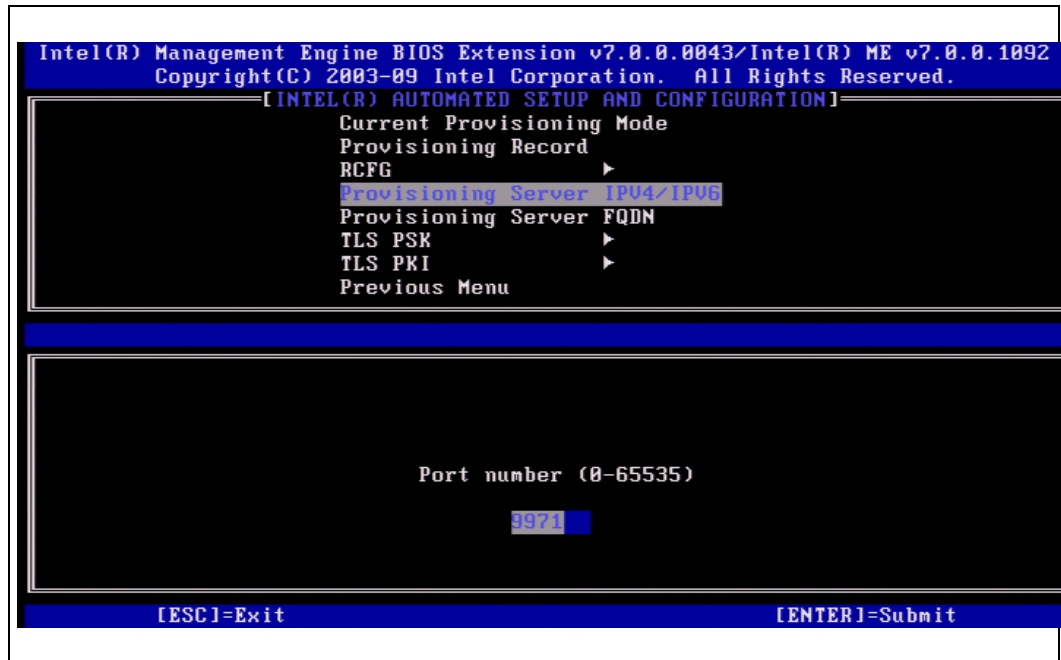 Intel(R) Management Engine BIOS Extension v7.0.0.0043/Intel(R) ME v7.0.0.1092
Copyright(C) 2003-09 Intel Corporation. All Rights Reserved.
[INTEL(R) AUTOMATED SETUP AND CONFIGURATION]
Current Provisioning Mode
Provisioning Record
RCFG ►
Provisioning Server IPV4/IPV6
Provisioning Server FQDN
TLS PSK ►
TLS PKI ►
Previous Menu
Port number (0-65535)
9971
[ESC]=Exit [ENTER]=Submit